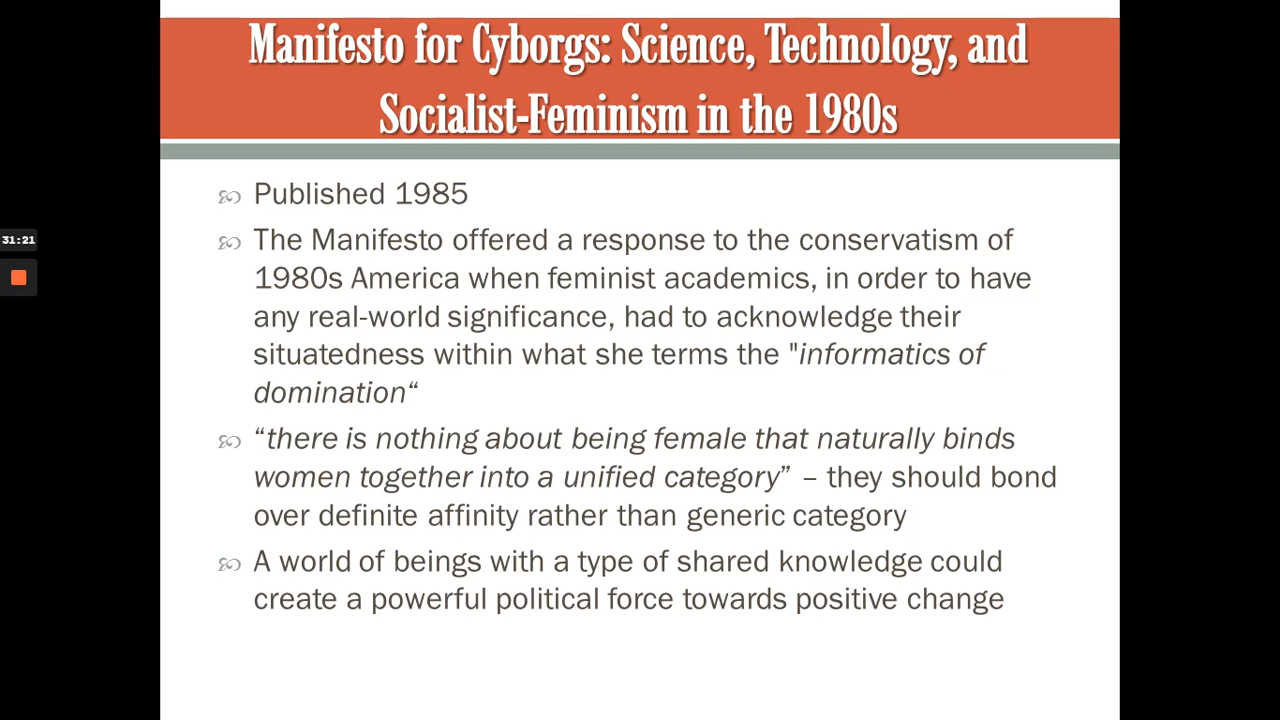 Manifesto for Cyborgs: Science, Technology, and
Socialist-Feminism in the 1980s
Published 1985
The Manifesto offered a response to the conservatism of
1980s America when feminist academics, in order to have
any real-world significance, had to acknowledge their
situatedness within what she terms the "informatics of
domination“
“there is nothing about being female that naturally binds
women together into a unified category” – they should bond
over definite affinity rather than generic category
A world of beings with a type of shared knowledge could
create a powerful political force towards positive change
31:21